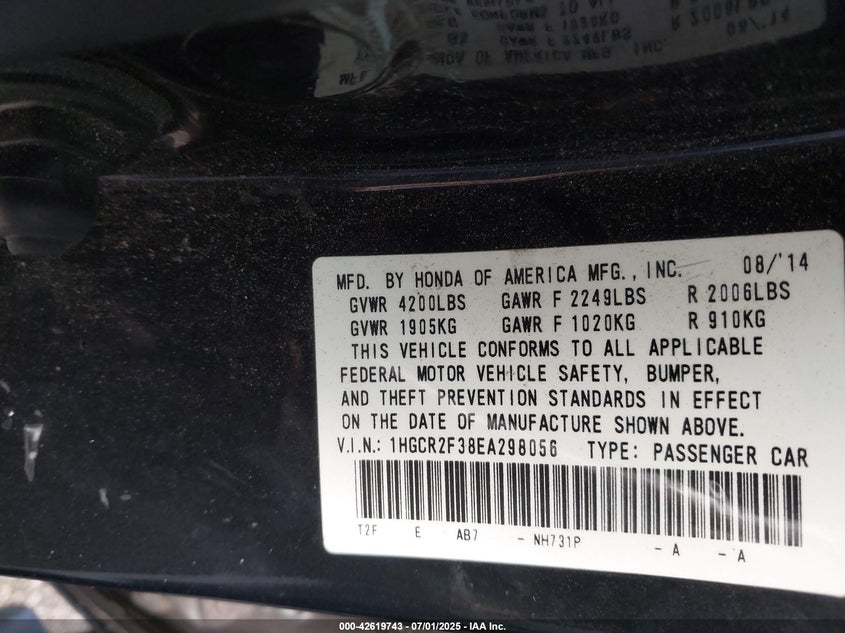 MFD. BY HONDA OF AMERICA MFG., INC. 08/'14
GVWR 4200LBS GAWR F 2249LBS R 2006LBS
GVWR 1905KG GAWR F 1020KG R 910KG
THIS VEHICLE CONFORMS TO ALL APPLICABLE
FEDERAL MOTOR VEHICLE SAFETY, BUMPER,
AND THEFT PREVENTION STANDARDS IN EFFECT
ON THE DATE OF MANUFACTURE SHOWN ABOVE.
V.I.N.: 1HGCR2F38EA298056 TYPE: PASSENGER CAR
T2F E AB7 - NH731P - A - A
000-42619743 - 07/01/2025 - IAA Inc.